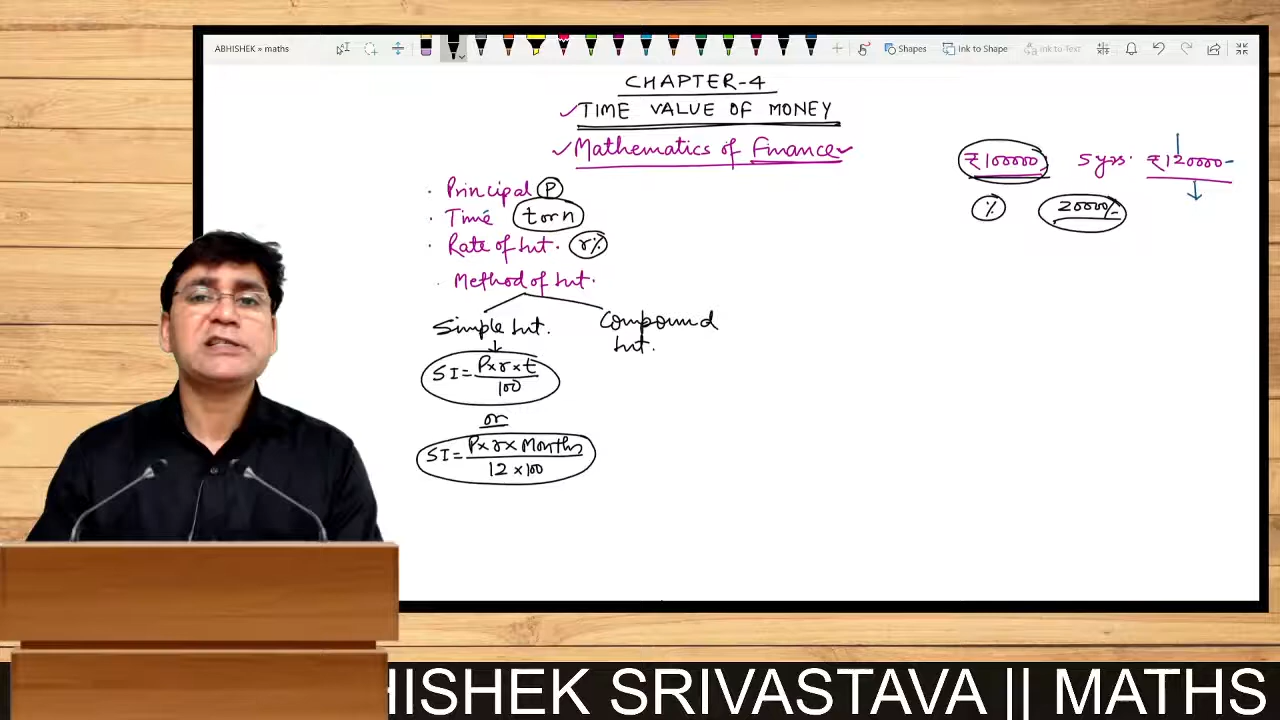 ABHISHEK » maths
Shapes
Ink to Shape
Ink to Text
CHAPTER-4
TIME VALUE OF MONEY
Mathematics of Finance
· Principal P
· Time t or n
· Rate of Int. r%
· Method of Int.
Simple Int.
Compound Int.
SI = P×r×t
100
or
SI = P×r×Months
12×100
₹100000 5yrs. ₹120000
% 20000/-
HISHEK SRIVASTAVA || MATHS